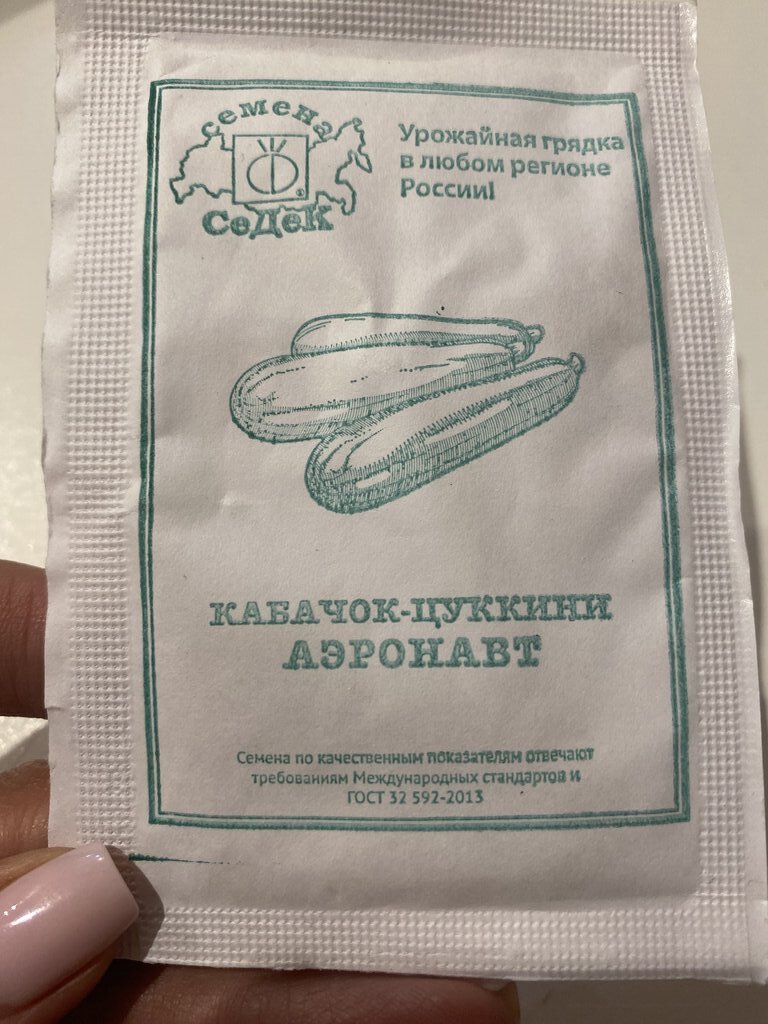 семена
СеДеК
Урожайная грядка
в любом регионе
России!
КАБАЧОК-ЦУККИНИ
АЭРОНАВТ
Семена по качественным показателям отвечают
требованиям Международных стандартов и
ГОСТ 32 592-2013